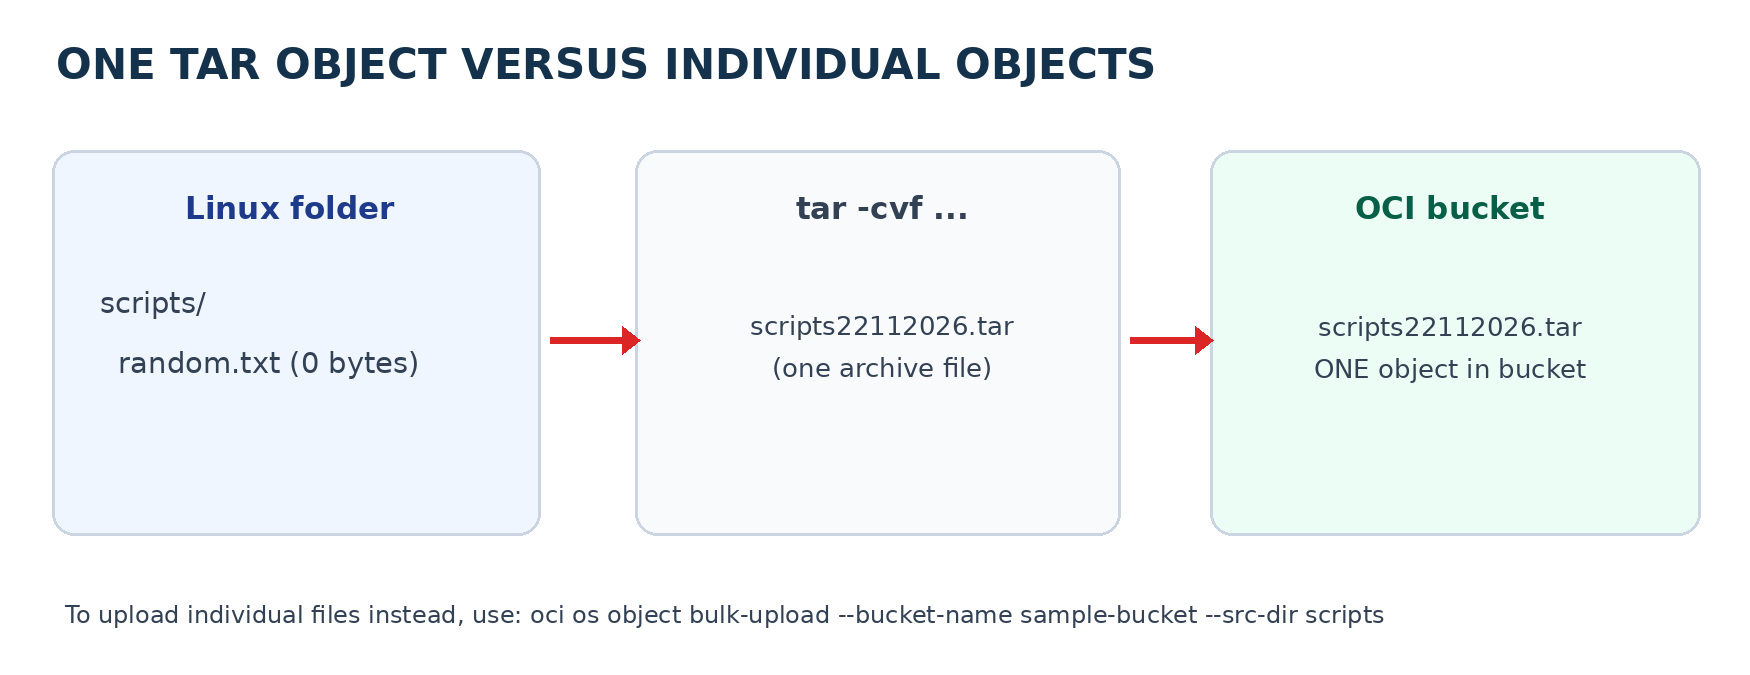 ONE TAR OBJECT VERSUS INDIVIDUAL OBJECTS
Linux folder
scripts/
random.txt (0 bytes)
tar -cvf ...
scripts22112026.tar
(one archive file)
OCI bucket
scripts22112026.tar
ONE object in bucket
To upload individual files instead, use: oci os object bulk-upload --bucket-name sample-bucket --src-dir scripts